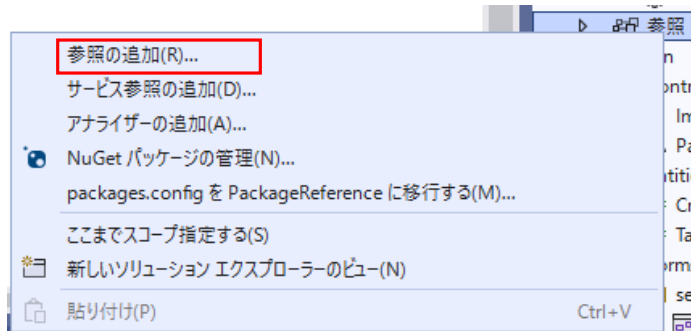 参照
参照の追加(R)...
サービス参照の追加(D)...
アナライザーの追加(A)...
NuGet パッケージの管理(N)...
packages.config を PackageReference に移行する(M)...
ここまでスコープ指定する(S)
新しいソリューション エクスプローラーのビュー(N)
貼り付け(P) Ctrl+V